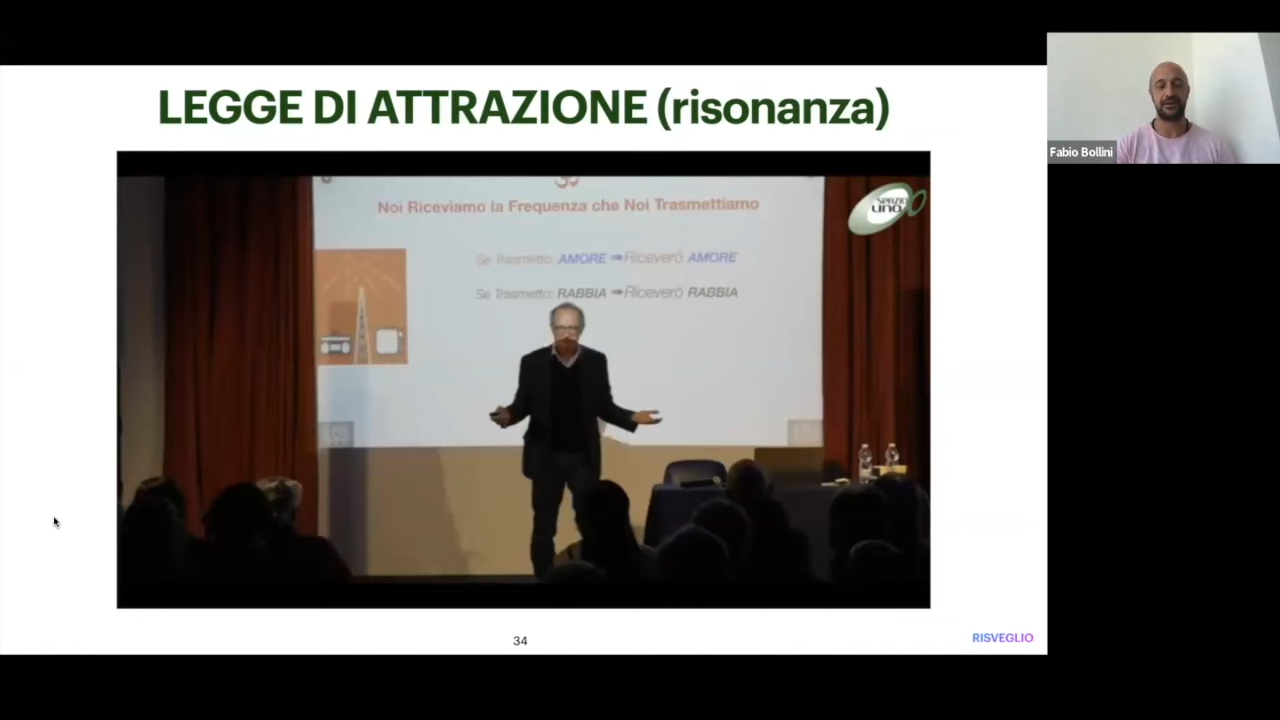 LEGGE DI ATTRAZIONE (risonanza)
Noi Riceviamo la Frequenza che Noi Trasmettiamo
SPAZIO
uno
Se Trasmetto: AMORE ➡Riceverò AMORE
Se Trasmetto: RABBIA ➡Riceverò RABBIA
Fabio Bollini
34
RISVEGLIO